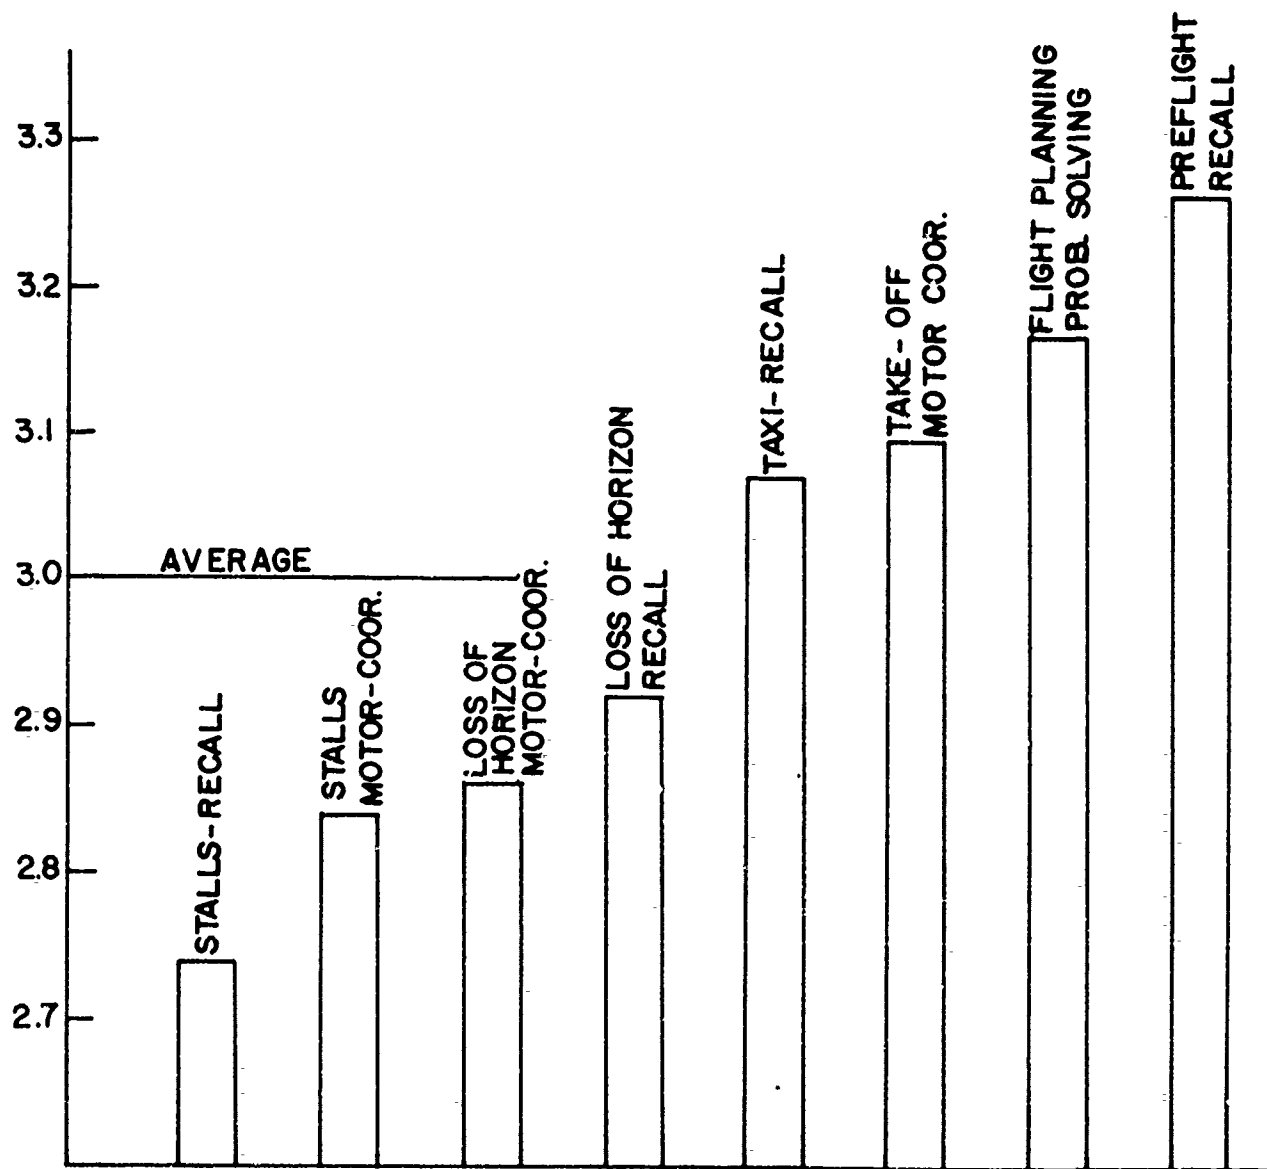 3.3
3.2
3.1
3.0
2.9
2.8
2.7
AVERAGE
STALLS-RECALL
STALLS
MOTOR-COOR.
LOSS OF
HORIZON
MOTOR-COOR.
LOSS OF HORIZON
RECALL
TAXI-RECALL
TAKE-OFF
MOTOR COOR.
FLIGHT PLANNING
PROB. SOLVING
PREFLIGHT
RECALL